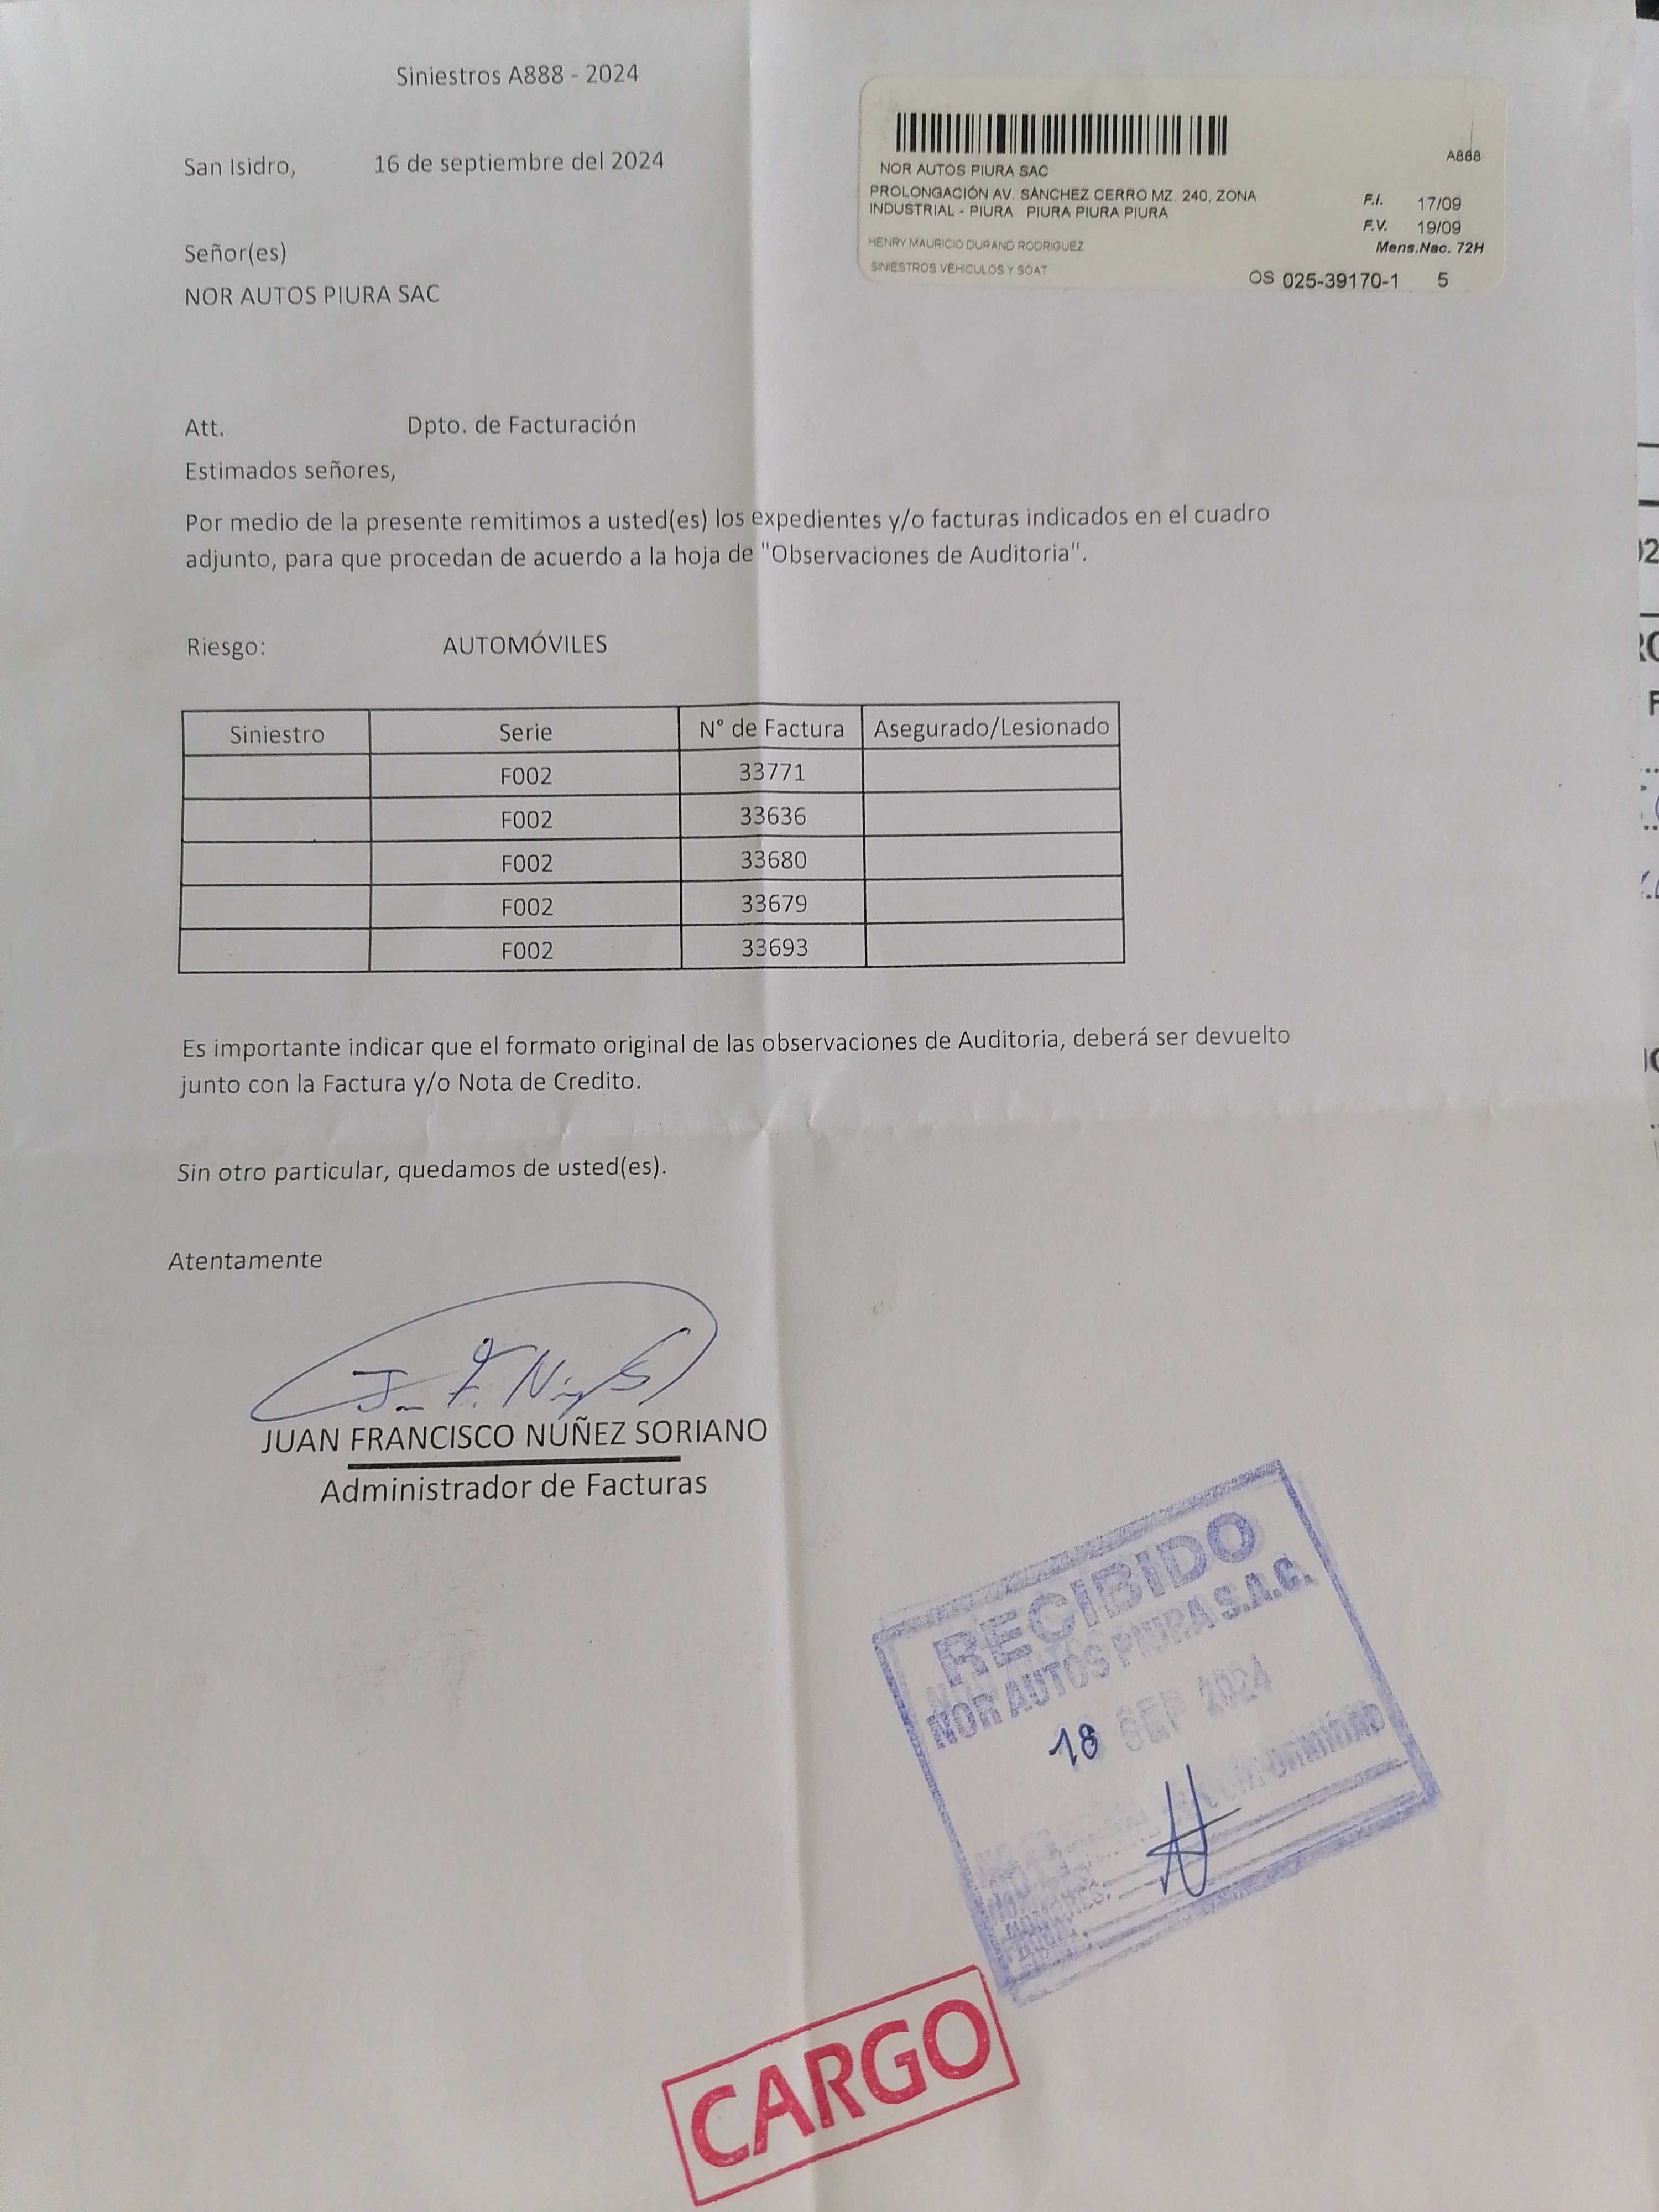 Siniestros A888 - 2024
San Isidro, 16 de septiembre del 2024
A888
NOR AUTOS PIURA SAC
PROLONGACIÓN AV. SÁNCHEZ CERRO MZ. 240, ZONA
INDUSTRIAL - PIURA PIURA PIURA PIURA
F.I. 17/09
F.V. 19/09
HENRY MAURICIO DURAND RODRIGUEZ
Mens.Nac. 72H
SINIESTROS VEHICULOS Y SOAT
OS 025-39170-1 5
Señor(es)
NOR AUTOS PIURA SAC
Att. Dpto. de Facturación
Estimados señores,
Por medio de la presente remitimos a usted(es) los expedientes y/o facturas indicados en el cuadro
adjunto, para que procedan de acuerdo a la hoja de "Observaciones de Auditoria".
Riesgo: AUTOMÓVILES
Siniestro Serie N° de Factura Asegurado/Lesionado
F002 33771
F002 33636
F002 33680
F002 33679
F002 33693
Es importante indicar que el formato original de las observaciones de Auditoria, deberá ser devuelto
junto con la Factura y/o Nota de Credito.
Sin otro particular, quedamos de usted(es).
Atentamente
JUAN FRANCISCO NÚÑEZ SORIANO
Administrador de Facturas
RECIBIDO
NOR AUTOS PIURA S.A.C.
18 SEP 2024
CARGO